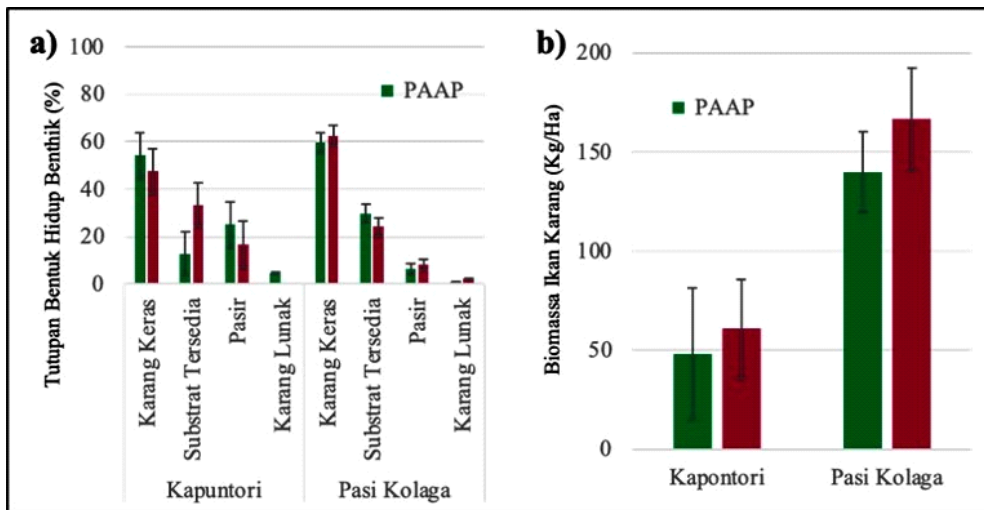 a)
Tutupan Bentuk Hidup Benthik (%)
100
80
60
40
20
0
PAAP
Karang Keras
Substrat Tersedia
Pasir
Karang Lunak
Karang Keras
Substrat Tersedia
Pasir
Karang Lunak
Kapuntori
Pasi Kolaga
b)
Biomassa Ikan Karang (Kg/Ha)
200
150
100
50
0
PAAP
Kapontori
Pasi Kolaga